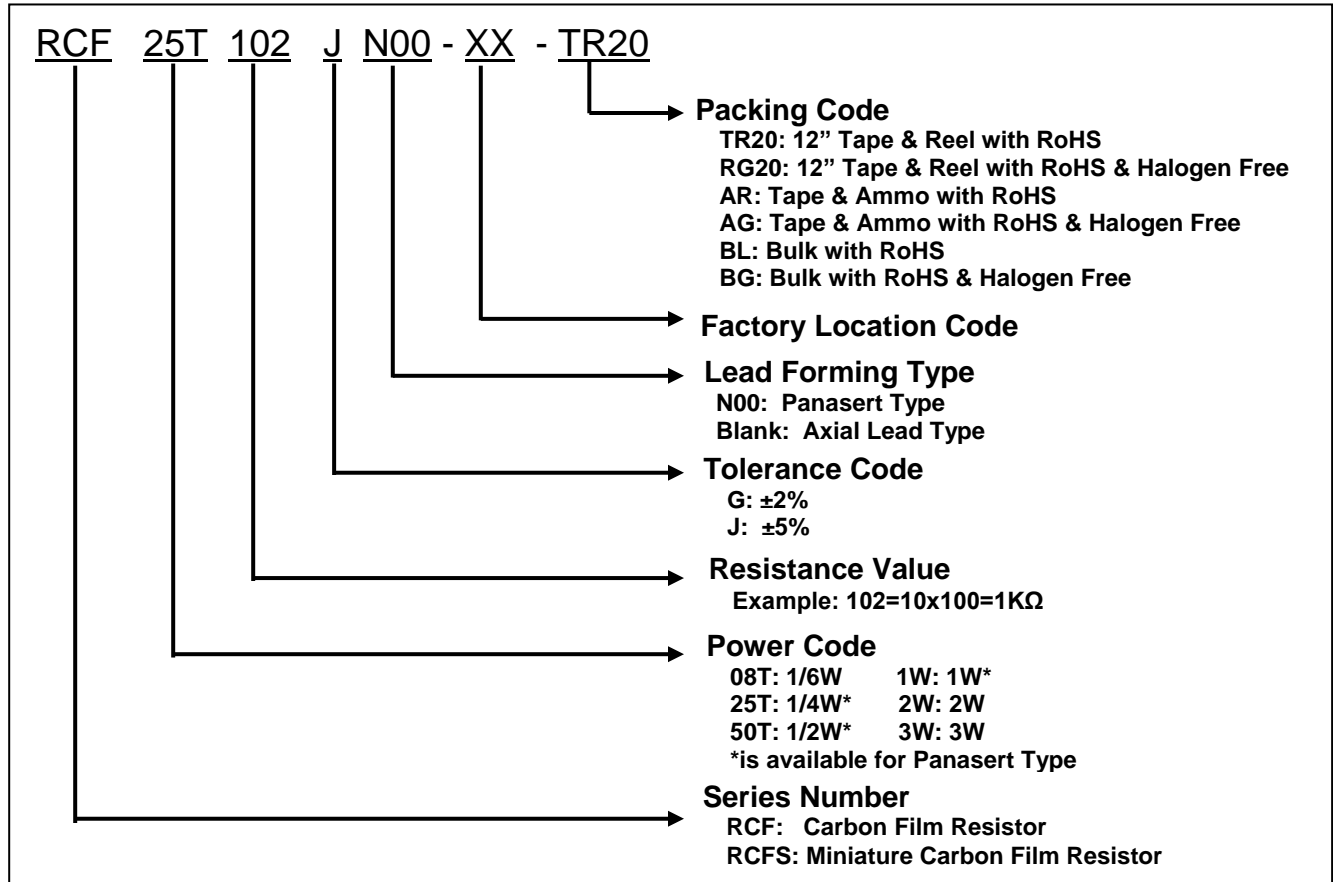 RCF 25T 102 J N00 - XX - TR20
Packing Code
TR20: 12” Tape & Reel with RoHS
RG20: 12” Tape & Reel with RoHS & Halogen Free
AR: Tape & Ammo with RoHS
AG: Tape & Ammo with RoHS & Halogen Free
BL: Bulk with RoHS
BG: Bulk with RoHS & Halogen Free
Factory Location Code
Lead Forming Type
N00: Panasert Type
Blank: Axial Lead Type
Tolerance Code
G: ±2%
J: ±5%
Resistance Value
Example: 102=10x100=1KΩ
Power Code
08T: 1/6W 1W: 1W*
25T: 1/4W* 2W: 2W
50T: 1/2W* 3W: 3W
*is available for Panasert Type
Series Number
RCF: Carbon Film Resistor
RCFS: Miniature Carbon Film Resistor